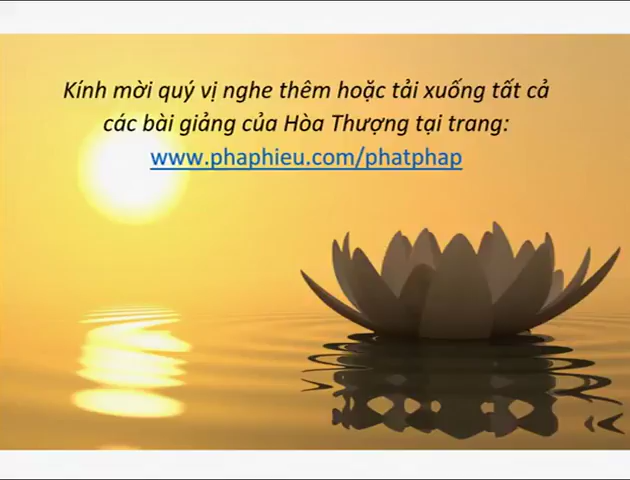 Kính mời quý vị nghe thêm hoặc tải xuống tất cả
các bài giảng của Hòa Thượng tại trang:
www.phaphieu.com/phatphap